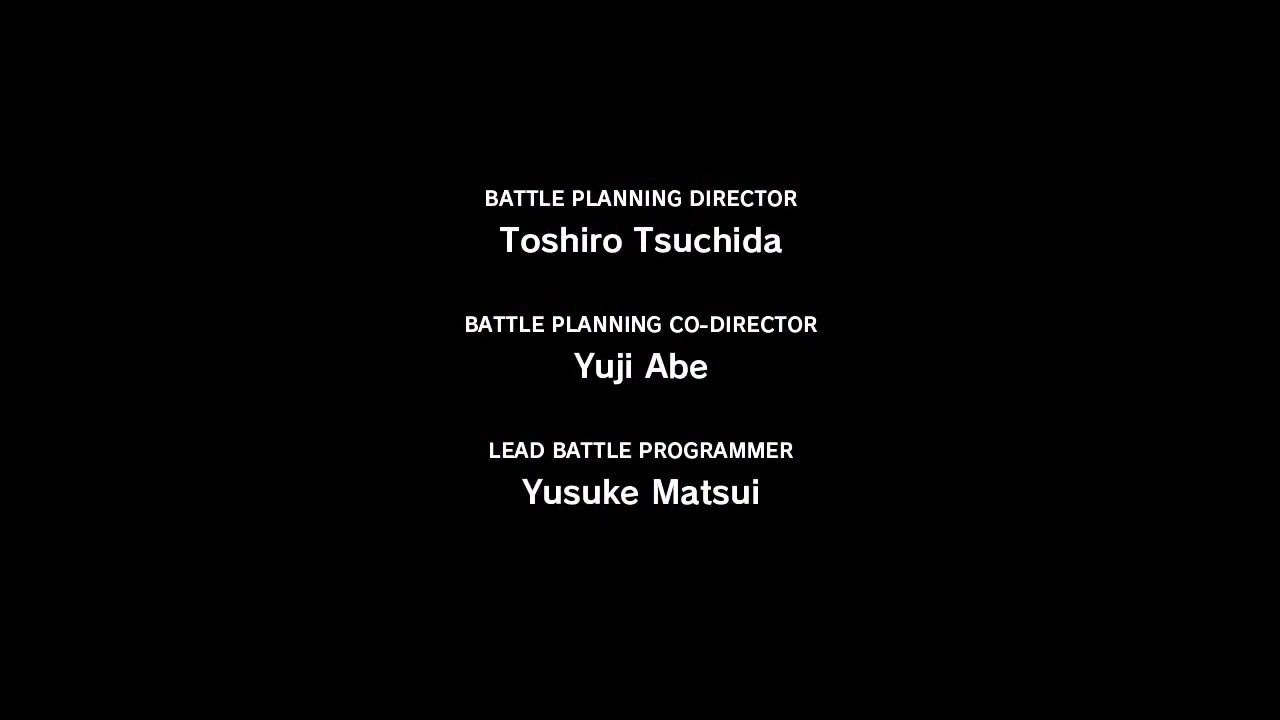 BATTLE PLANNING DIRECTOR
Toshiro Tsuchida
BATTLE PLANNING CO-DIRECTOR
Yuji Abe
LEAD BATTLE PROGRAMMER
Yusuke Matsui